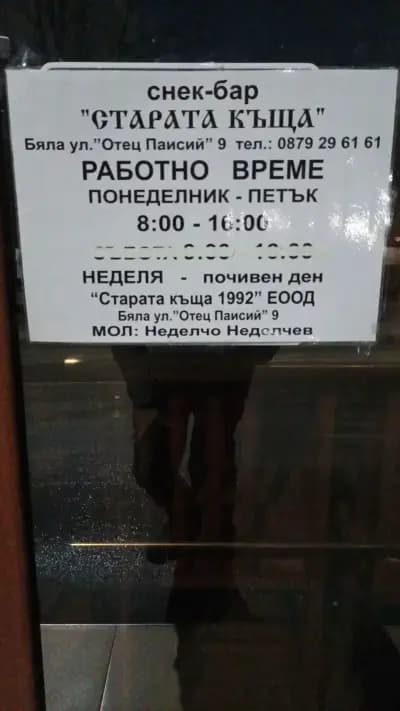 снек-бар
"СТАРАТА КЪЩА"
Бяла ул."Отец Паисий" 9 тел.: 0879 29 61 61
РАБОТНО ВРЕМЕ
ПОНЕДЕЛНИК - ПЕТЪК
8:00 - 16:00
НЕДЕЛЯ - почивен ден
“Старата къща 1992” ЕООД
Бяла ул.”Отец Паисий” 9
МОЛ: Неделчо Неделчев